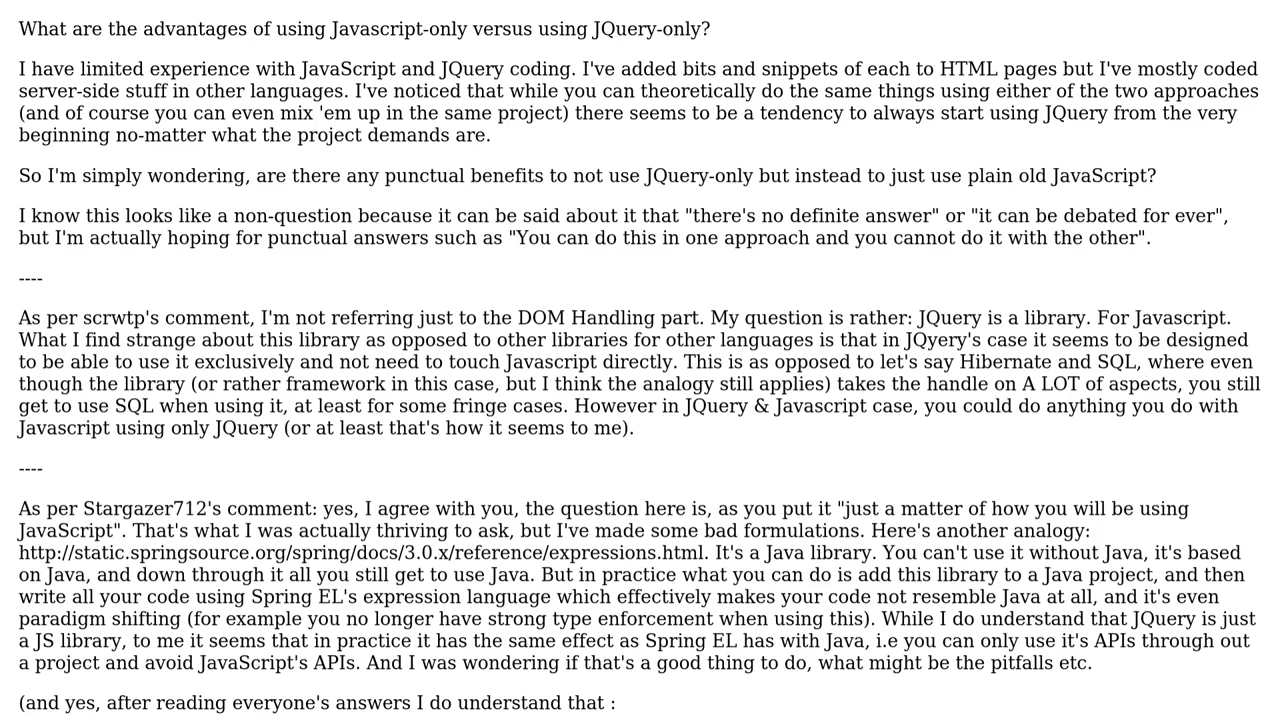 What are the advantages of using Javascript-only versus using JQuery-only?
I have limited experience with JavaScript and JQuery coding. I've added bits and snippets of each to HTML pages but I've mostly coded
server-side stuff in other languages. I've noticed that while you can theoretically do the same things using either of the two approaches
(and of course you can even mix 'em up in the same project) there seems to be a tendency to always start using JQuery from the very
beginning no-matter what the project demands are.
So I'm simply wondering, are there any punctual benefits to not use JQuery-only but instead to just use plain old JavaScript?
I know this looks like a non-question because it can be said about it that "there's no definite answer" or "it can be debated for ever",
but I'm actually hoping for punctual answers such as "You can do this in one approach and you cannot do it with the other".
----
As per scrwtp's comment, I'm not referring just to the DOM Handling part. My question is rather: JQuery is a library. For Javascript.
What I find strange about this library as opposed to other libraries for other languages is that in JQyery's case it seems to be designed
to be able to use it exclusively and not need to touch Javascript directly. This is as opposed to let's say Hibernate and SQL, where even
though the library (or rather framework in this case, but I think the analogy still applies) takes the handle on A LOT of aspects, you still
get to use SQL when using it, at least for some fringe cases. However in JQuery & Javascript case, you could do anything you do with
Javascript using only JQuery (or at least that's how it seems to me).
----
As per Stargazer712's comment: yes, I agree with you, the question here is, as you put it "just a matter of how you will be using
JavaScript". That's what I was actually thriving to ask, but I've made some bad formulations. Here's another analogy:
http://static.springsource.org/spring/docs/3.0.x/reference/expressions.html. It's a Java library. You can't use it without Java, it's based
on Java, and down through it all you still get to use Java. But in practice what you can do is add this library to a Java project, and then
write all your code using Spring EL's expression language which effectively makes your code not resemble Java at all, and it's even
paradigm shifting (for example you no longer have strong type enforcement when using this). While I do understand that JQuery is just
a JS library, to me it seems that in practice it has the same effect as Spring EL has with Java, i.e you can only use it's APIs through out
a project and avoid JavaScript's APIs. And I was wondering if that's a good thing to do, what might be the pitfalls etc.
(and yes, after reading everyone's answers I do understand that :